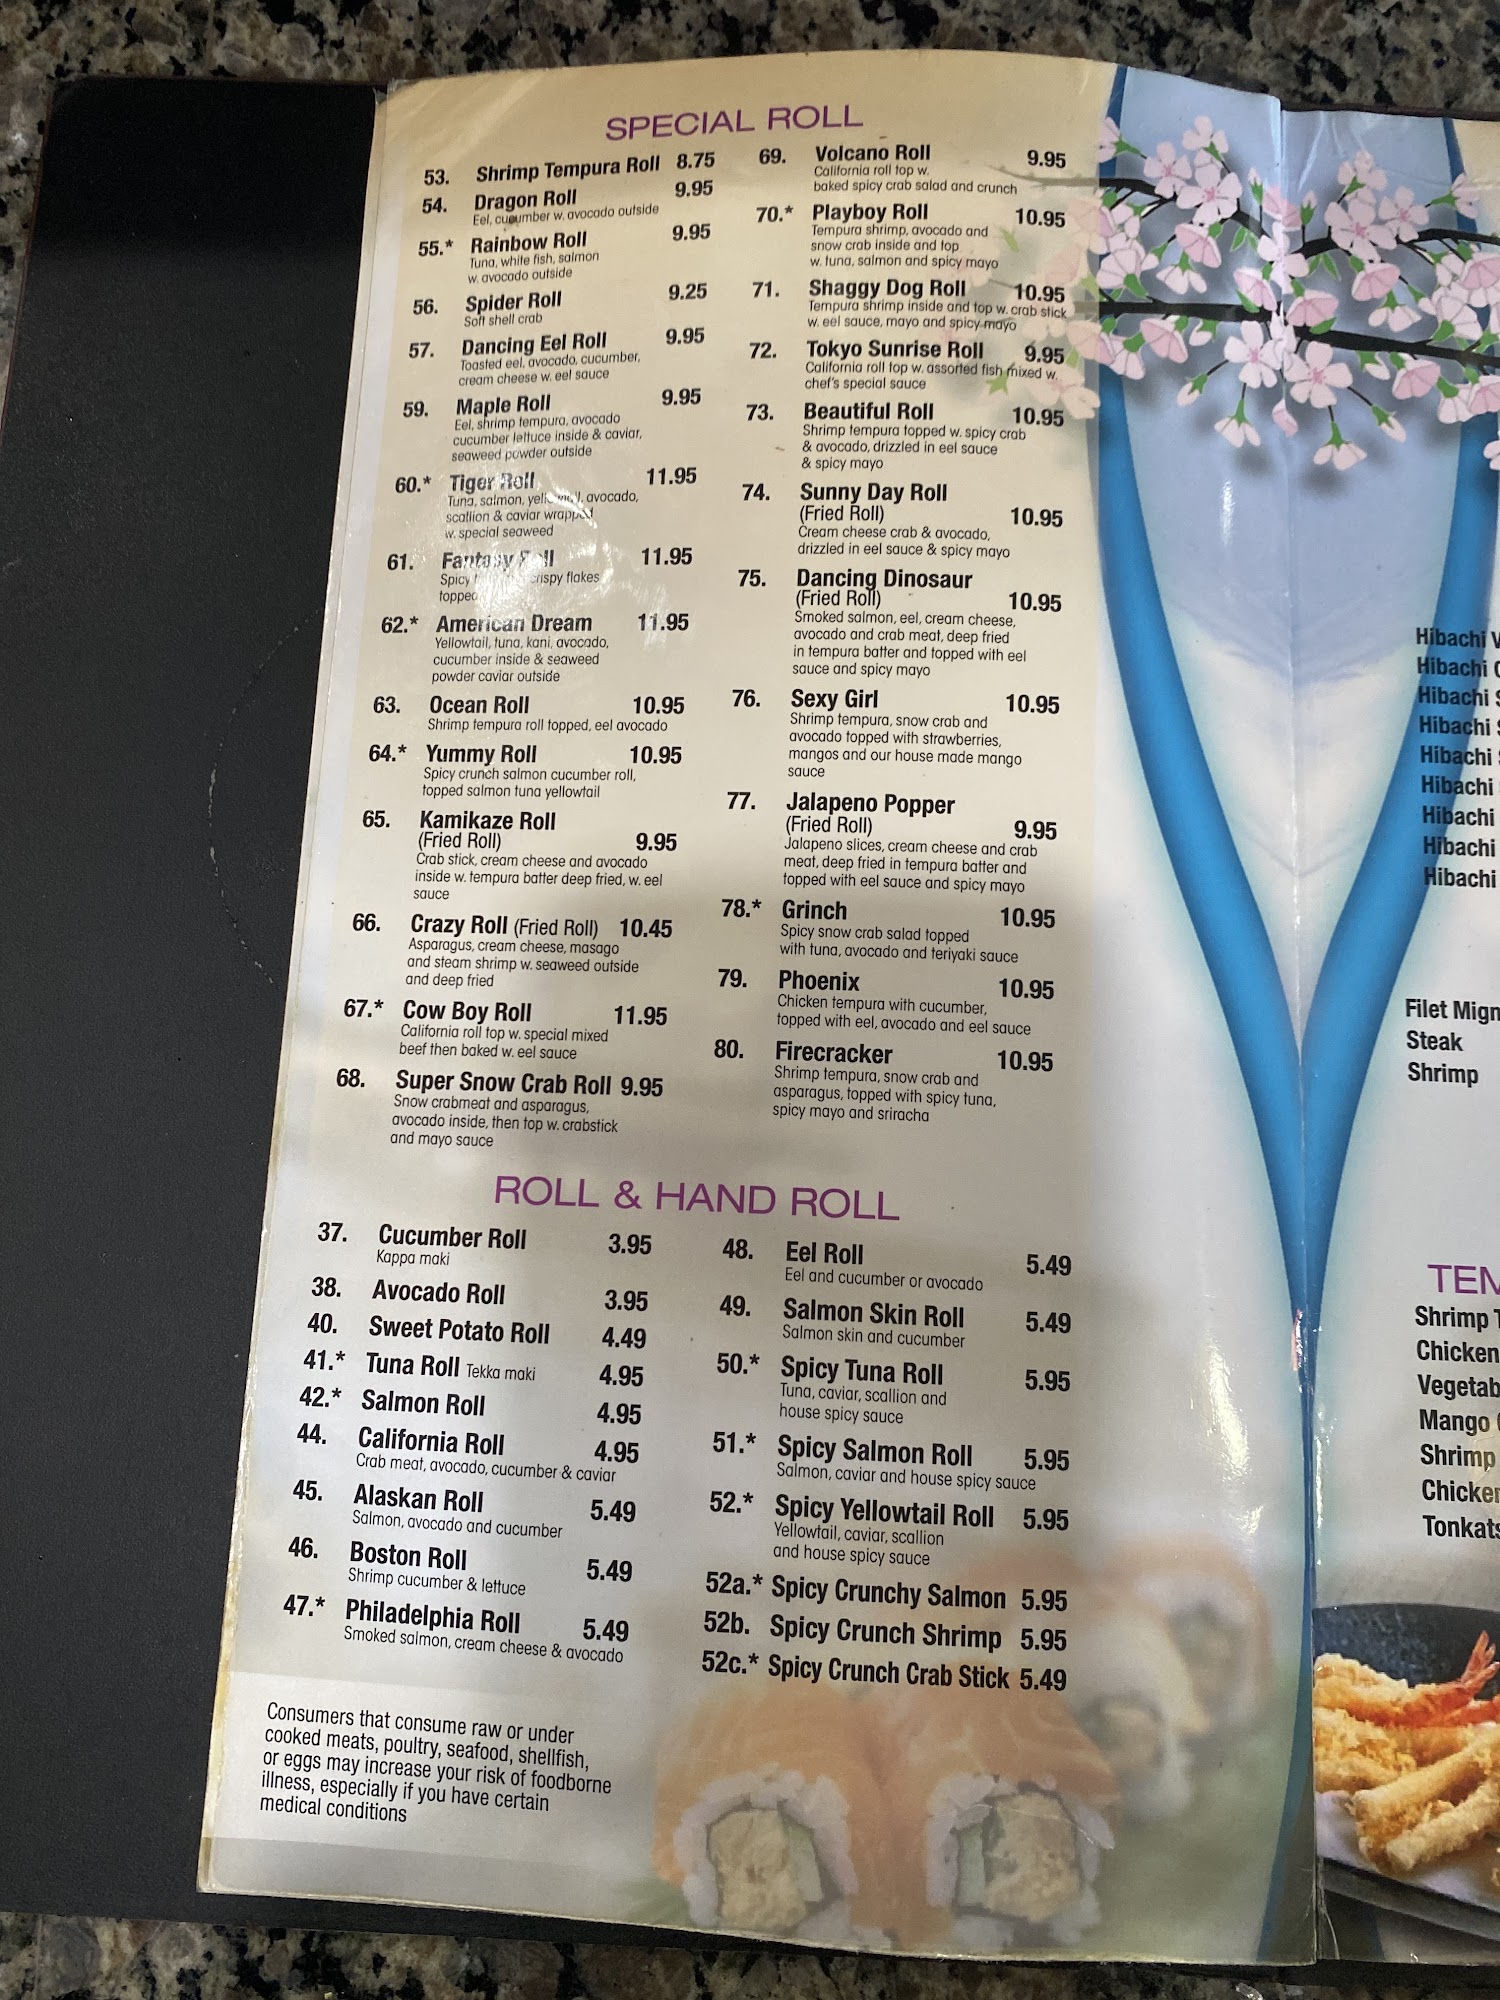 SPECIAL ROLL
53. Shrimp Tempura Roll 8.75
54. Dragon Roll 9.95
Eel, cucumber w. avocado outside
55.* Rainbow Roll 9.95
Tuna, white fish, salmon
w. avocado outside
56. Spider Roll 9.25
Soft shell crab
57. Dancing Eel Roll 9.95
Toasted eel, avocado, cucumber,
cream cheese w. eel sauce
59. Maple Roll 9.95
Eel, shrimp tempura, avocado
cucumber lettuce inside & caviar,
seaweed powder outside
60.* Tiger Roll 11.95
Tuna, salmon, yellowtail, avocado,
scallion & caviar wrapped
w. special seaweed
61. Fantasy Roll 11.95
Spicy crispy flakes
topped
62.* American Dream 11.95
Yellowtail, tuna, kani, avocado,
cucumber inside & seaweed
powder caviar outside
63. Ocean Roll 10.95
Shrimp tempura roll topped, eel avocado
64.* Yummy Roll 10.95
Spicy crunch salmon cucumber roll,
topped salmon tuna yellowtail
65. Kamikaze Roll
(Fried Roll) 9.95
Crab stick, cream cheese and avocado
inside w. tempura batter deep fried, w. eel
sauce
66. Crazy Roll (Fried Roll) 10.45
Asparagus, cream cheese, masago
and steam shrimp w. seaweed outside
and deep fried
67.* Cow Boy Roll 11.95
California roll top w. special mixed
beef then baked w. eel sauce
68. Super Snow Crab Roll 9.95
Snow crabmeat and asparagus,
avocado inside, then top w. crabstick
and mayo sauce
69. Volcano Roll 9.95
California roll top w.
baked spicy crab salad and crunch
70.* Playboy Roll 10.95
Tempura shrimp, avocado and
snow crab inside and top
w. tuna, salmon and spicy mayo
71. Shaggy Dog Roll 10.95
Tempura shrimp inside and top w. crab stick
w. eel sauce, mayo and spicy mayo
72. Tokyo Sunrise Roll 9.95
California roll top w. assorted fish mixed w.
chef's special sauce
73. Beautiful Roll 10.95
Shrimp tempura topped w. spicy crab
& avocado, drizzled in eel sauce
& spicy mayo
74. Sunny Day Roll
(Fried Roll) 10.95
Cream cheese crab & avocado,
drizzled in eel sauce & spicy mayo
75. Dancing Dinosaur
(Fried Roll) 10.95
Smoked salmon, eel, cream cheese,
avocado and crab meat, deep fried
in tempura batter and topped with eel
sauce and spicy mayo
76. Sexy Girl 10.95
Shrimp tempura, snow crab and
avocado topped with strawberries,
mangos and our house made mango
sauce
77. Jalapeno Popper
(Fried Roll) 9.95
Jalapeno slices, cream cheese and crab
meat, deep fried in tempura batter and
topped with eel sauce and spicy mayo
78.* Grinch 10.95
Spicy snow crab salad topped
with tuna, avocado and teriyaki sauce
79. Phoenix 10.95
Chicken tempura with cucumber,
topped with eel, avocado and eel sauce
80. Firecracker 10.95
Shrimp tempura, snow crab and
asparagus, topped with spicy tuna,
spicy mayo and sriracha
ROLL & HAND ROLL
37. Cucumber Roll 3.95
Kappa maki
38. Avocado Roll 3.95
40. Sweet Potato Roll 4.49
41.* Tuna Roll Tekka maki 4.95
42.* Salmon Roll 4.95
44. California Roll 4.95
Crab meat, avocado, cucumber & caviar
45. Alaskan Roll 5.49
Salmon, avocado and cucumber
46. Boston Roll 5.49
Shrimp cucumber & lettuce
47.* Philadelphia Roll 5.49
Smoked salmon, cream cheese & avocado
48. Eel Roll 5.49
Eel and cucumber or avocado
49. Salmon Skin Roll 5.49
Salmon skin and cucumber
50.* Spicy Tuna Roll 5.95
Tuna, caviar, scallion and
house spicy sauce
51.* Spicy Salmon Roll 5.95
Salmon, caviar and house spicy sauce
52.* Spicy Yellowtail Roll 5.95
Yellowtail, caviar, scallion
and house spicy sauce
52a.* Spicy Crunchy Salmon 5.95
52b. Spicy Crunch Shrimp 5.95
52c.* Spicy Crunch Crab Stick 5.49
Consumers that consume raw or under
cooked meats, poultry, seafood, shellfish,
or eggs may increase your risk of foodborne
illness, especially if you have certain
medical conditions
Hibachi
Hibachi
Hibachi
Hibachi
Hibachi
Hibachi
Hibachi
Hibachi
Hibachi
Filet Mign
Steak
Shrimp
TEM
Shrimp
Chicken
Vegetab
Mango
Shrimp
Chicken
Tonkats